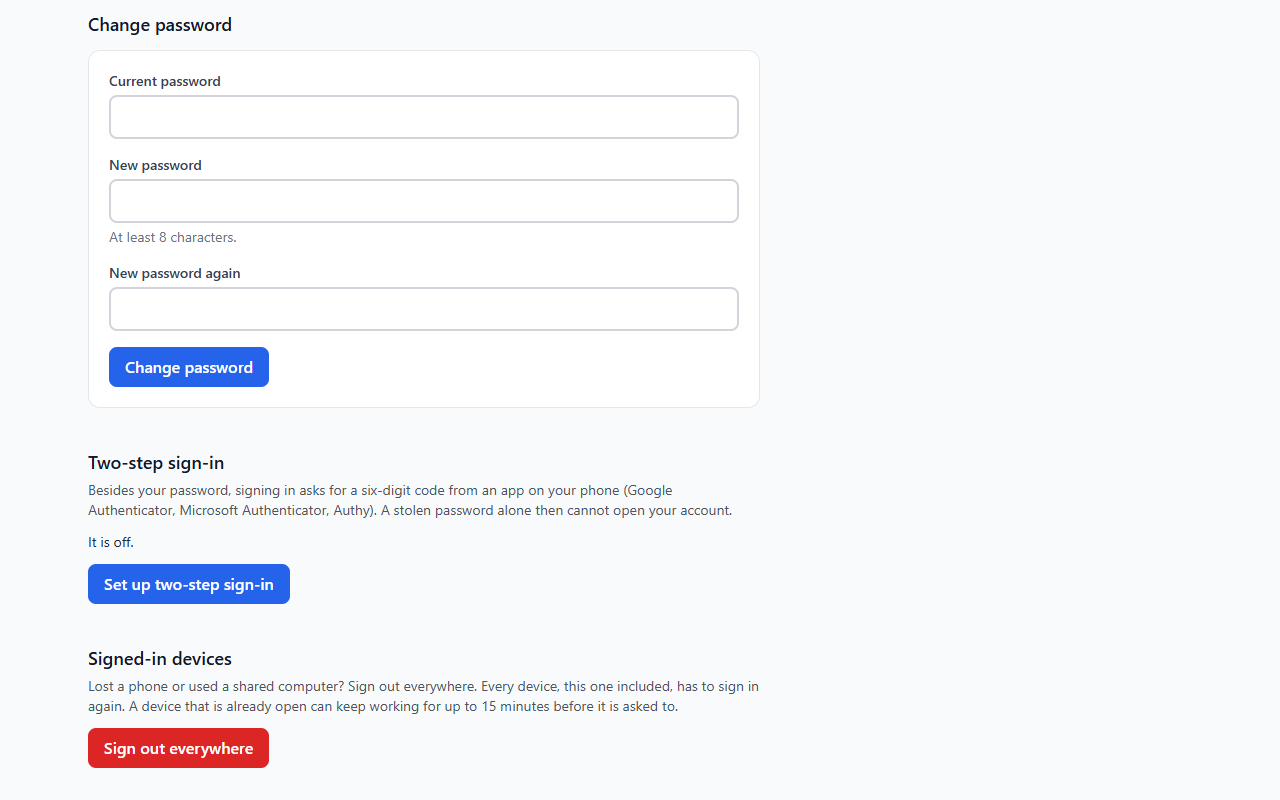 Change password
Current password
New password
At least 8 characters.
New password again
Change password
Two-step sign-in
Besides your password, signing in asks for a six-digit code from an app on your phone (Google
Authenticator, Microsoft Authenticator, Authy). A stolen password alone then cannot open your account.
It is off.
Set up two-step sign-in
Signed-in devices
Lost a phone or used a shared computer? Sign out everywhere. Every device, this one included, has to sign in
again. A device that is already open can keep working for up to 15 minutes before it is asked to.
Sign out everywhere